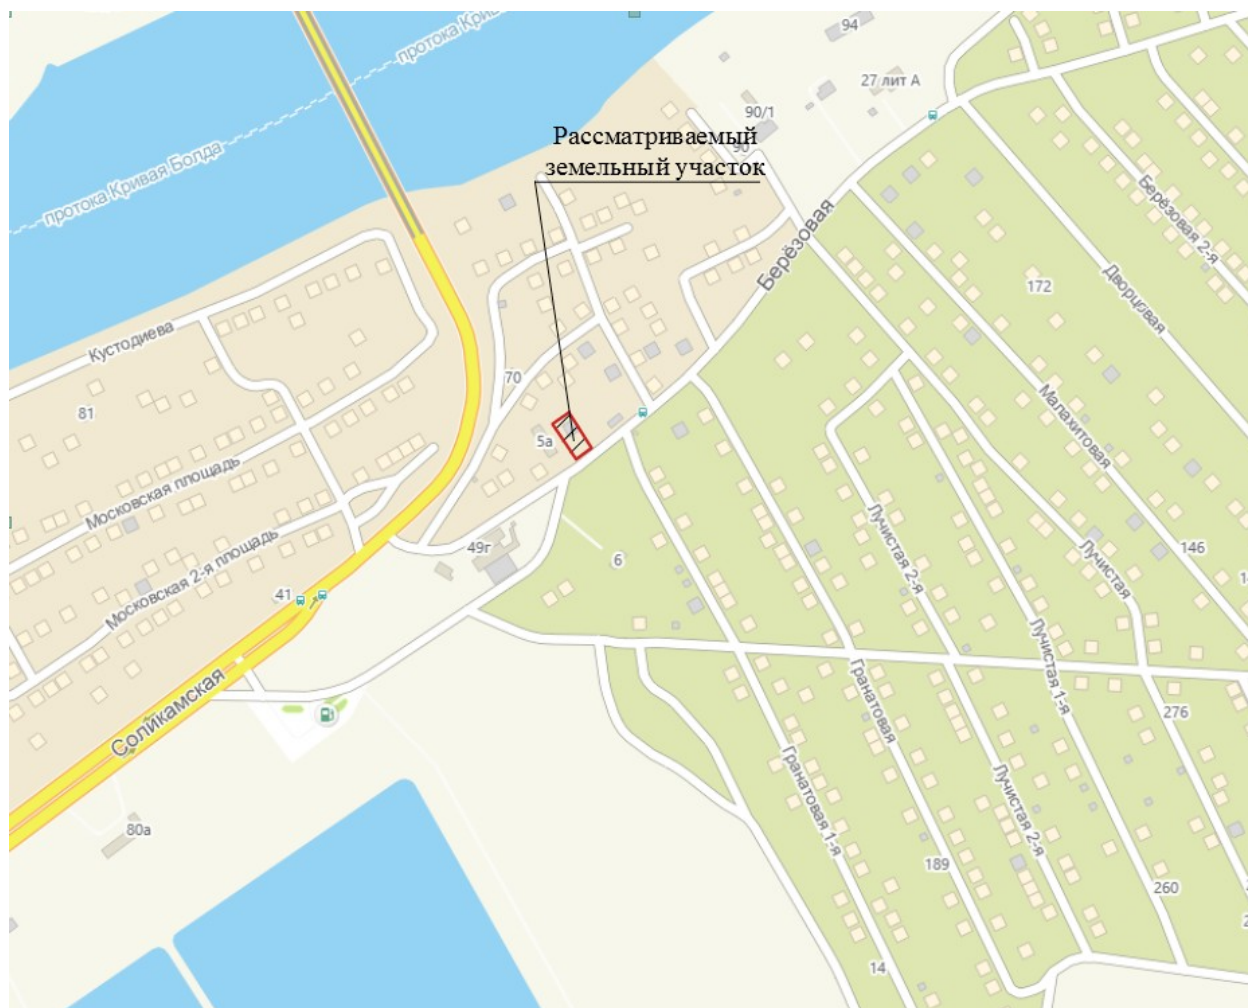 94
протока Кривая
27 лит А
90/1
90
Рассматриваемый
земельный участок
протока Кривая Болда
Берёзовая 2-я
Берёзовая
172
Дворцовая
Кустодиева
70
81
5а
Малахитовая
Московская площадь
Московская 2-я площадь
49г
6
Лучистая 2-я
Лучистая
146
41
Лучистая 1-я
Соликамская
Гранатовая
276
Гранатовая 1-я
Лучистая 2-я
80а
189
260
14